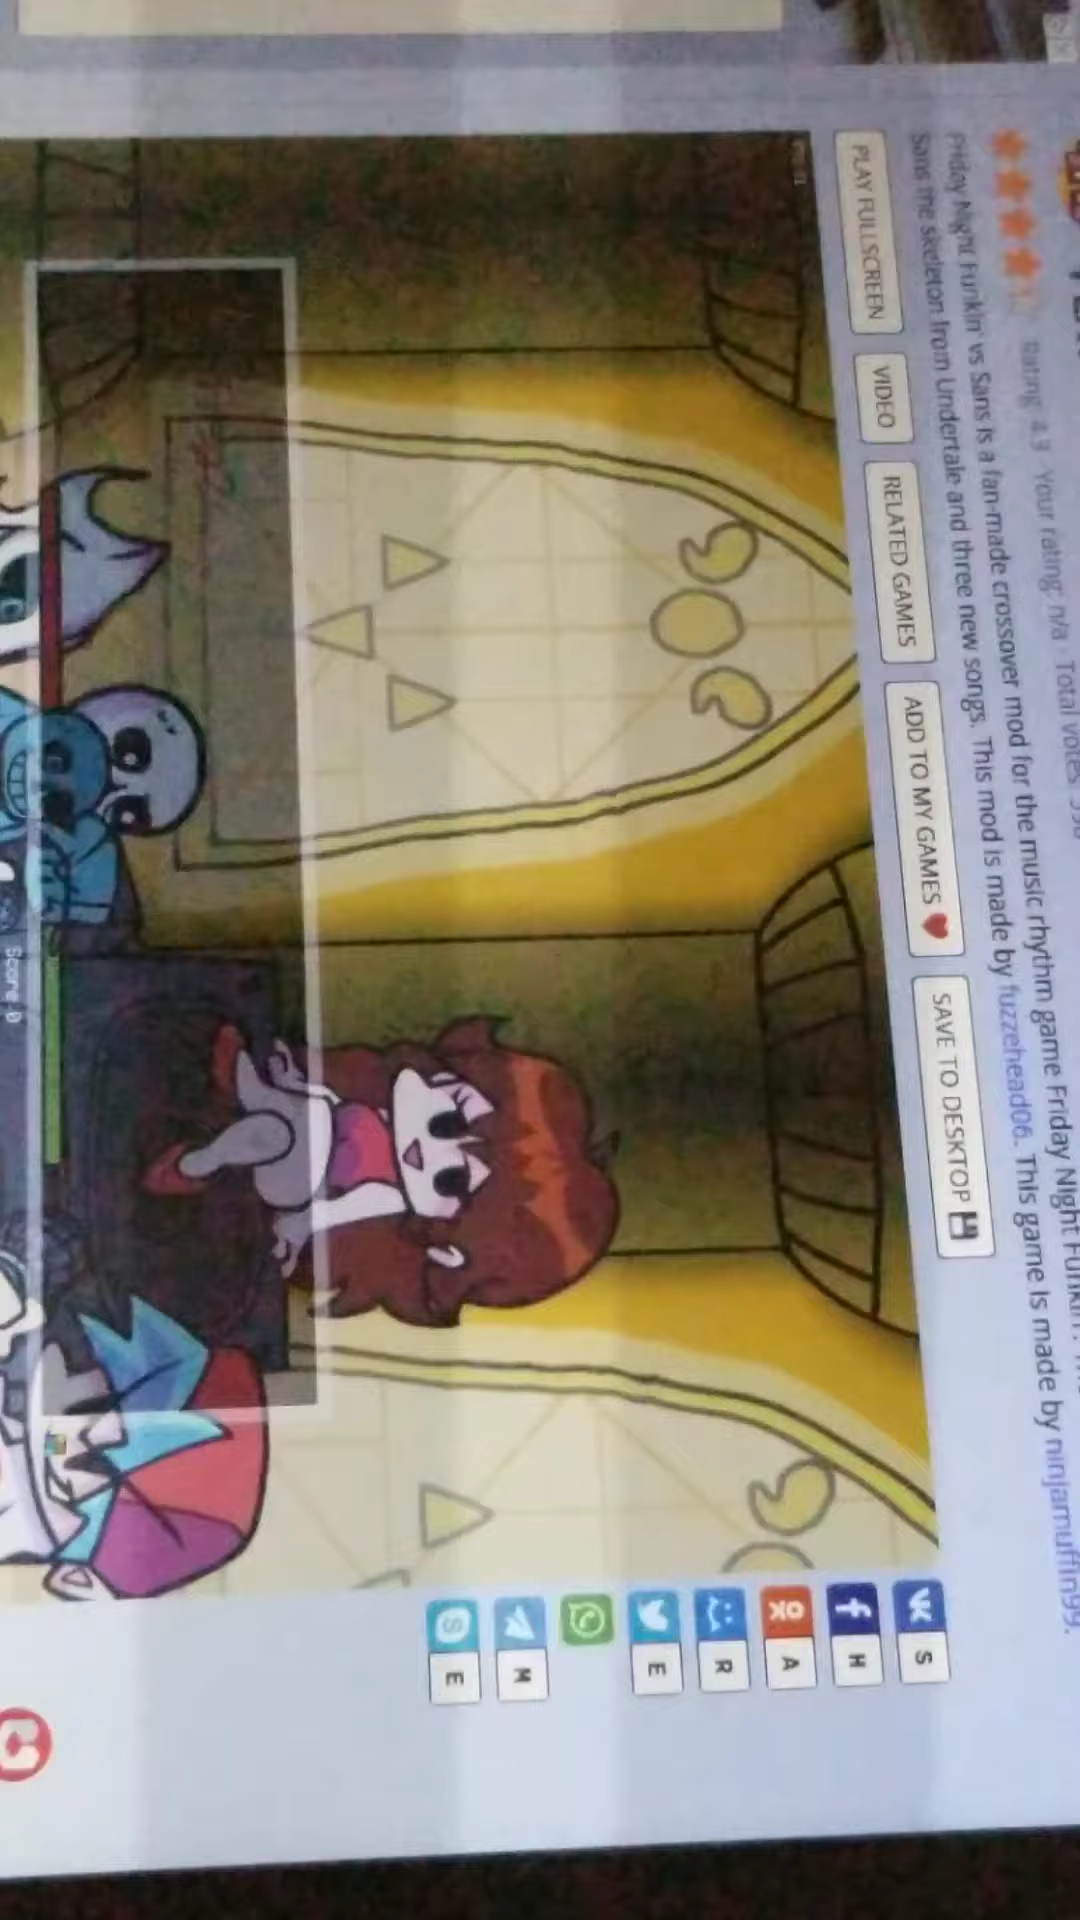 Rating: 4.3 · Your rating: n/a · Total votes:
Friday Night Funkin' vs Sans is a fan-made crossover mod for the music rhythm game Friday Night Funkin'.
Sans the skeleton from Undertale and three new songs. This mod is made by fuzzehead06. This game is made by ninjamuffin99.
PLAY FULLSCREEN VIDEO RELATED GAMES ADD TO MY GAMES SAVE TO DESKTOP
S
H
A
R
E
M
E
Score:0